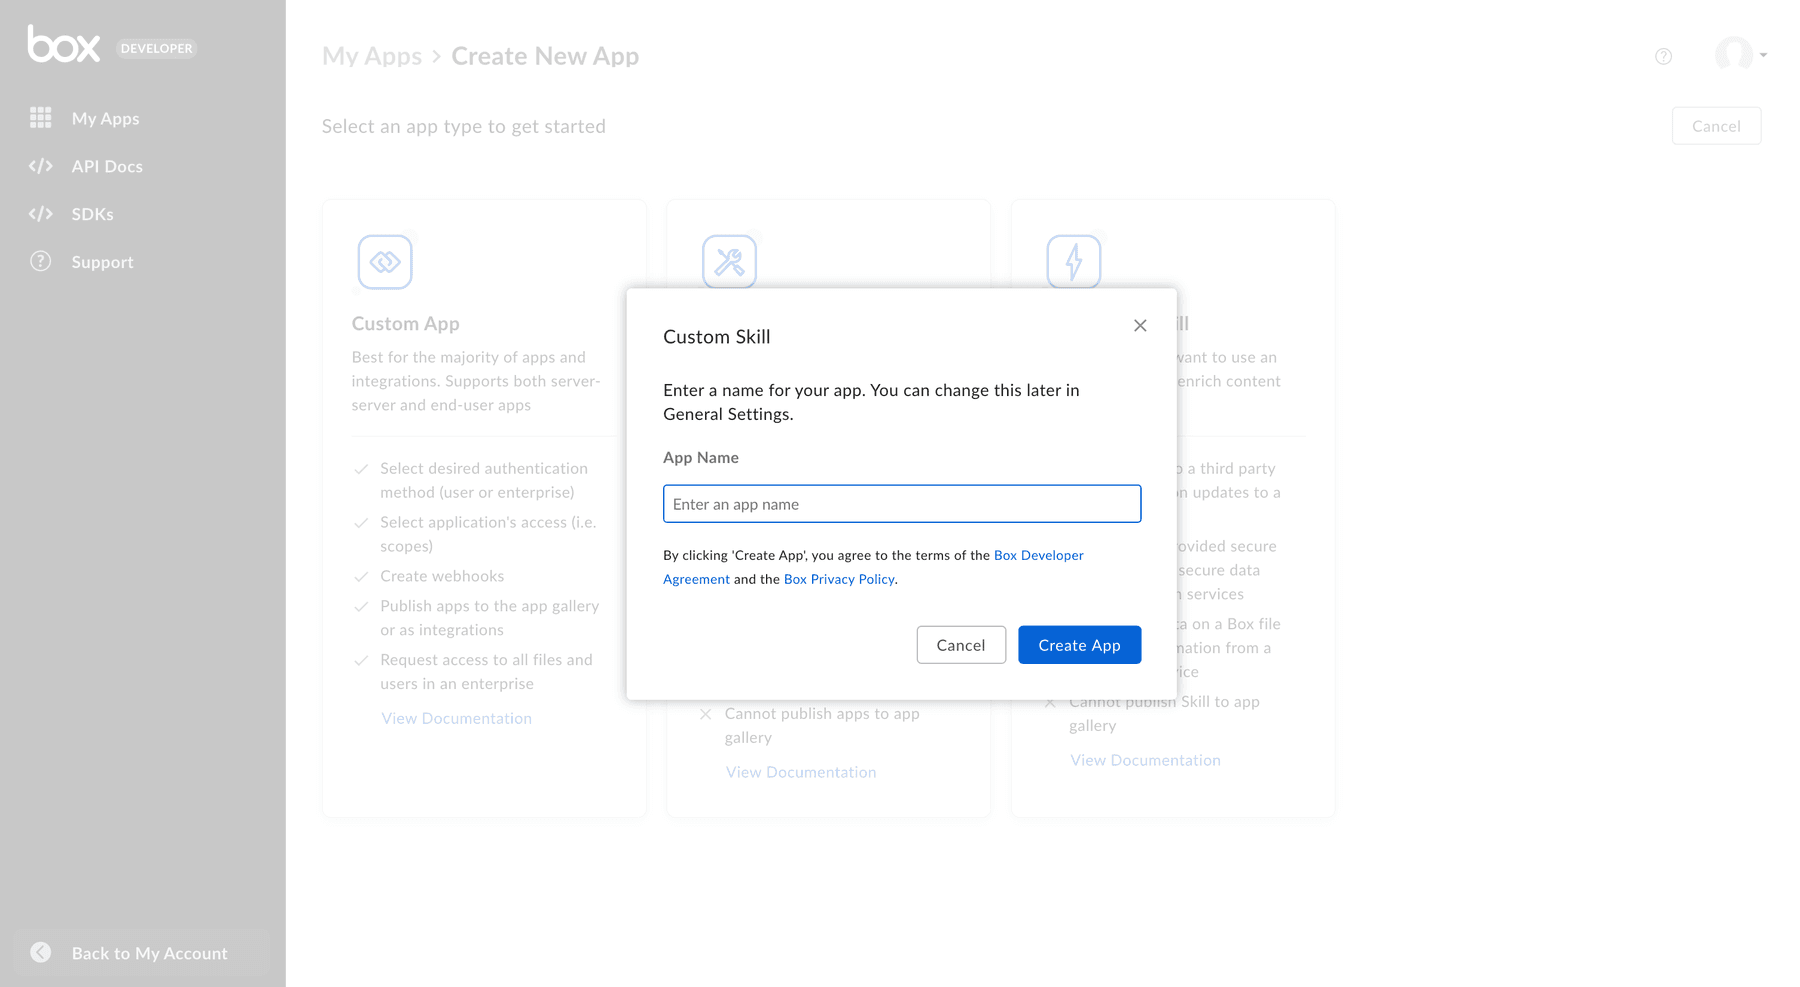 box DEVELOPER
My Apps
API Docs
SDKs
Support
Back to My Account
My Apps > Create New App
Select an app type to get started
Cancel
Custom App
Best for the majority of apps and
integrations. Supports both server-
server and end-user apps
Select desired authentication
method (user or enterprise)
Select application's access (i.e.
scopes)
Create webhooks
Publish apps to the app gallery
or as integrations
Request access to all files and
users in an enterprise
View Documentation
Custom Skill
Enter a name for your app. You can change this later in
General Settings.
App Name
Enter an app name
By clicking 'Create App', you agree to the terms of the Box Developer
Agreement and the Box Privacy Policy.
Cancel
Create App
Cannot publish apps to app
gallery
View Documentation
to use an
enrich content
a third party
updates to a
secure
secure data
services
on a Box file
from a
Cannot publish Skill to app
gallery
View Documentation